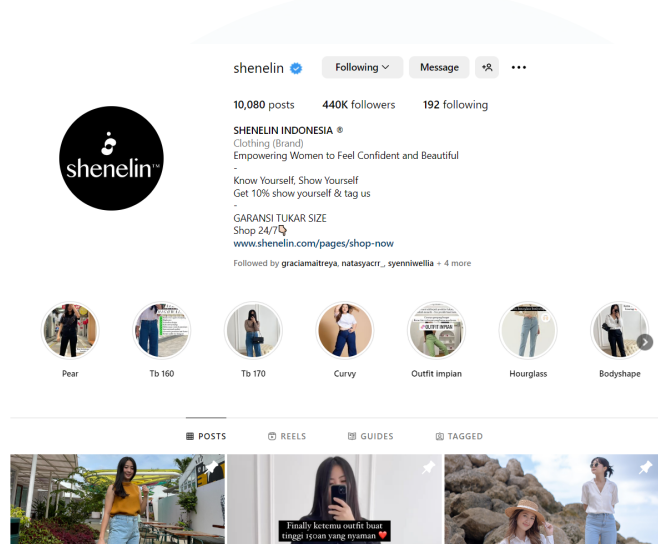 shenelin
Following
Message
10,080 posts 440K followers 192 following
shenelin™
SHENELIN INDONESIA ®
Clothing (Brand)
Empowering Women to Feel Confident and Beautiful
-
Know Yourself, Show Yourself
Get 10% show yourself & tag us
-
GARANSI TUKAR SIZE
Shop 24/7
www.shenelin.com/pages/shop-now
Followed by graciamaitreya, natasyacrr_, syenniwellia + 4 more
OUTFIT IMPIAN
Pear Tb 160 Tb 170 Curvy Outfit impian Hourglass Bodyshape
POSTS REELS GUIDES TAGGED
Finally ketemu outfit buat
tinggi 150an yang nyaman